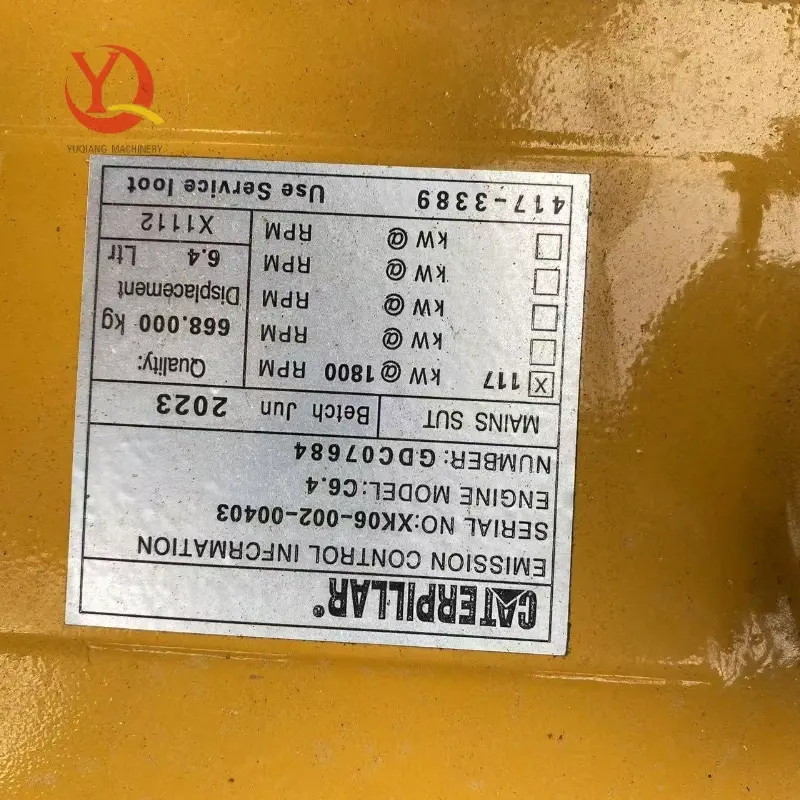 YUQIANG MACHINERY
CATERPILLAR®
EMISSION CONTROL INFORMATION
SERIAL NO:XK06-002-00403
ENGINE MODEL:C6.4
NUMBER:GDC07684
MAINS SUT Betch Jun 2023
X 117 kW @ 1800 RPM
kW @ RPM
kW @ RPM
kW @ RPM
kW @ RPM
Quality:
668.000 kg
Displacement
6.4 Ltr
X1112
417-3389 Use Service loot